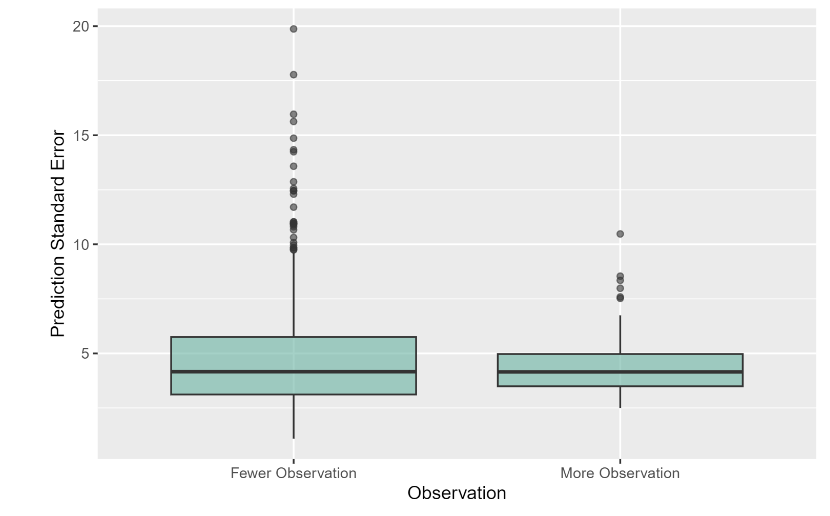 20
15
10
5
Prediction Standard Error
Fewer Observation
More Observation
Observation